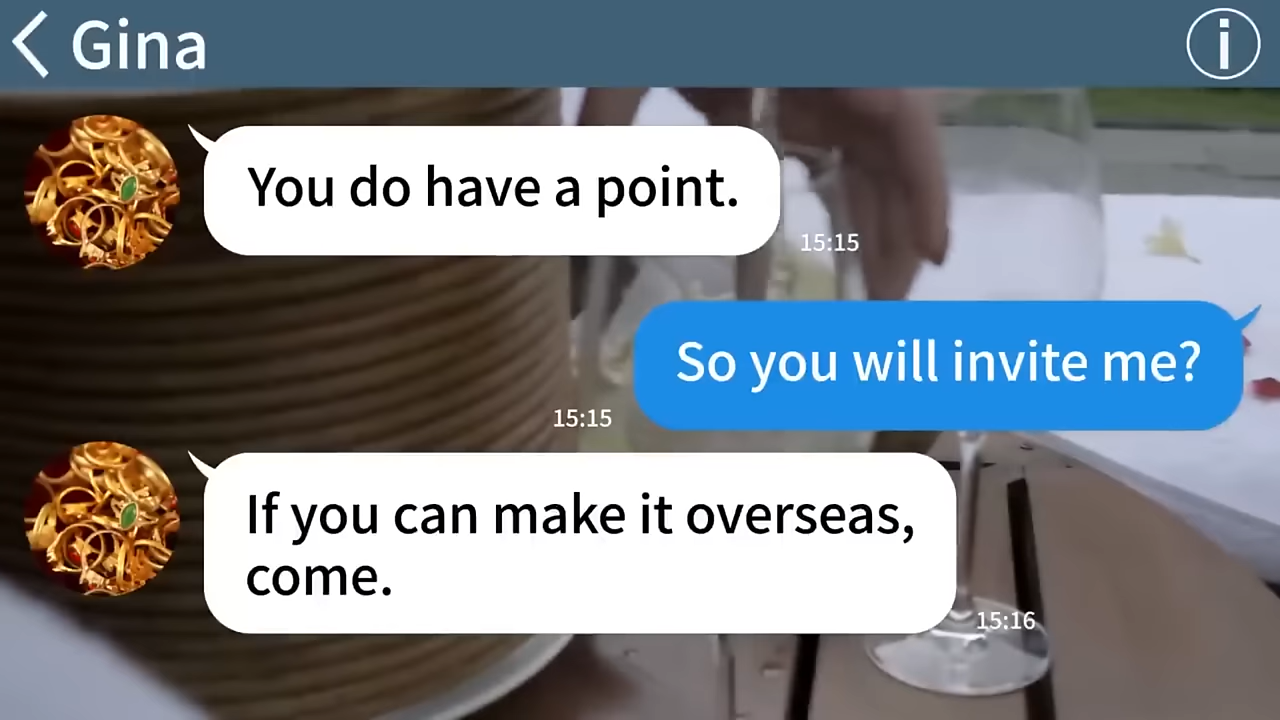 Gina
You do have a point.
15:15
So you will invite me?
15:15
If you can make it overseas,
come.
15:16